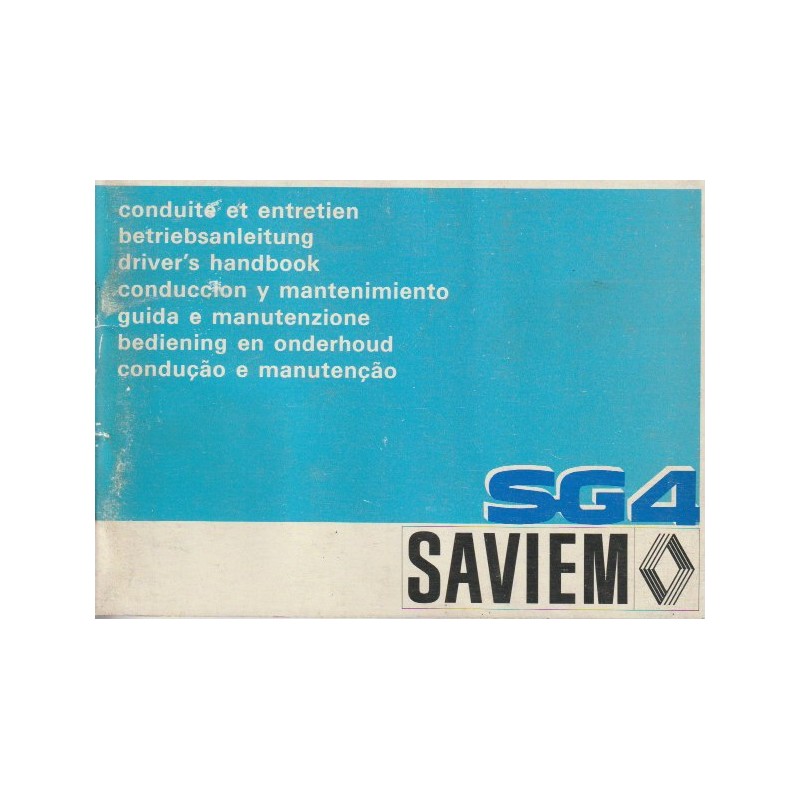 conduite et entretien
betriebsanleitung
driver's handbook
conduccion y mantenimiento
guida e manutenzione
bediening en onderhoud
condução e manutenção
SG4
SAVIEM